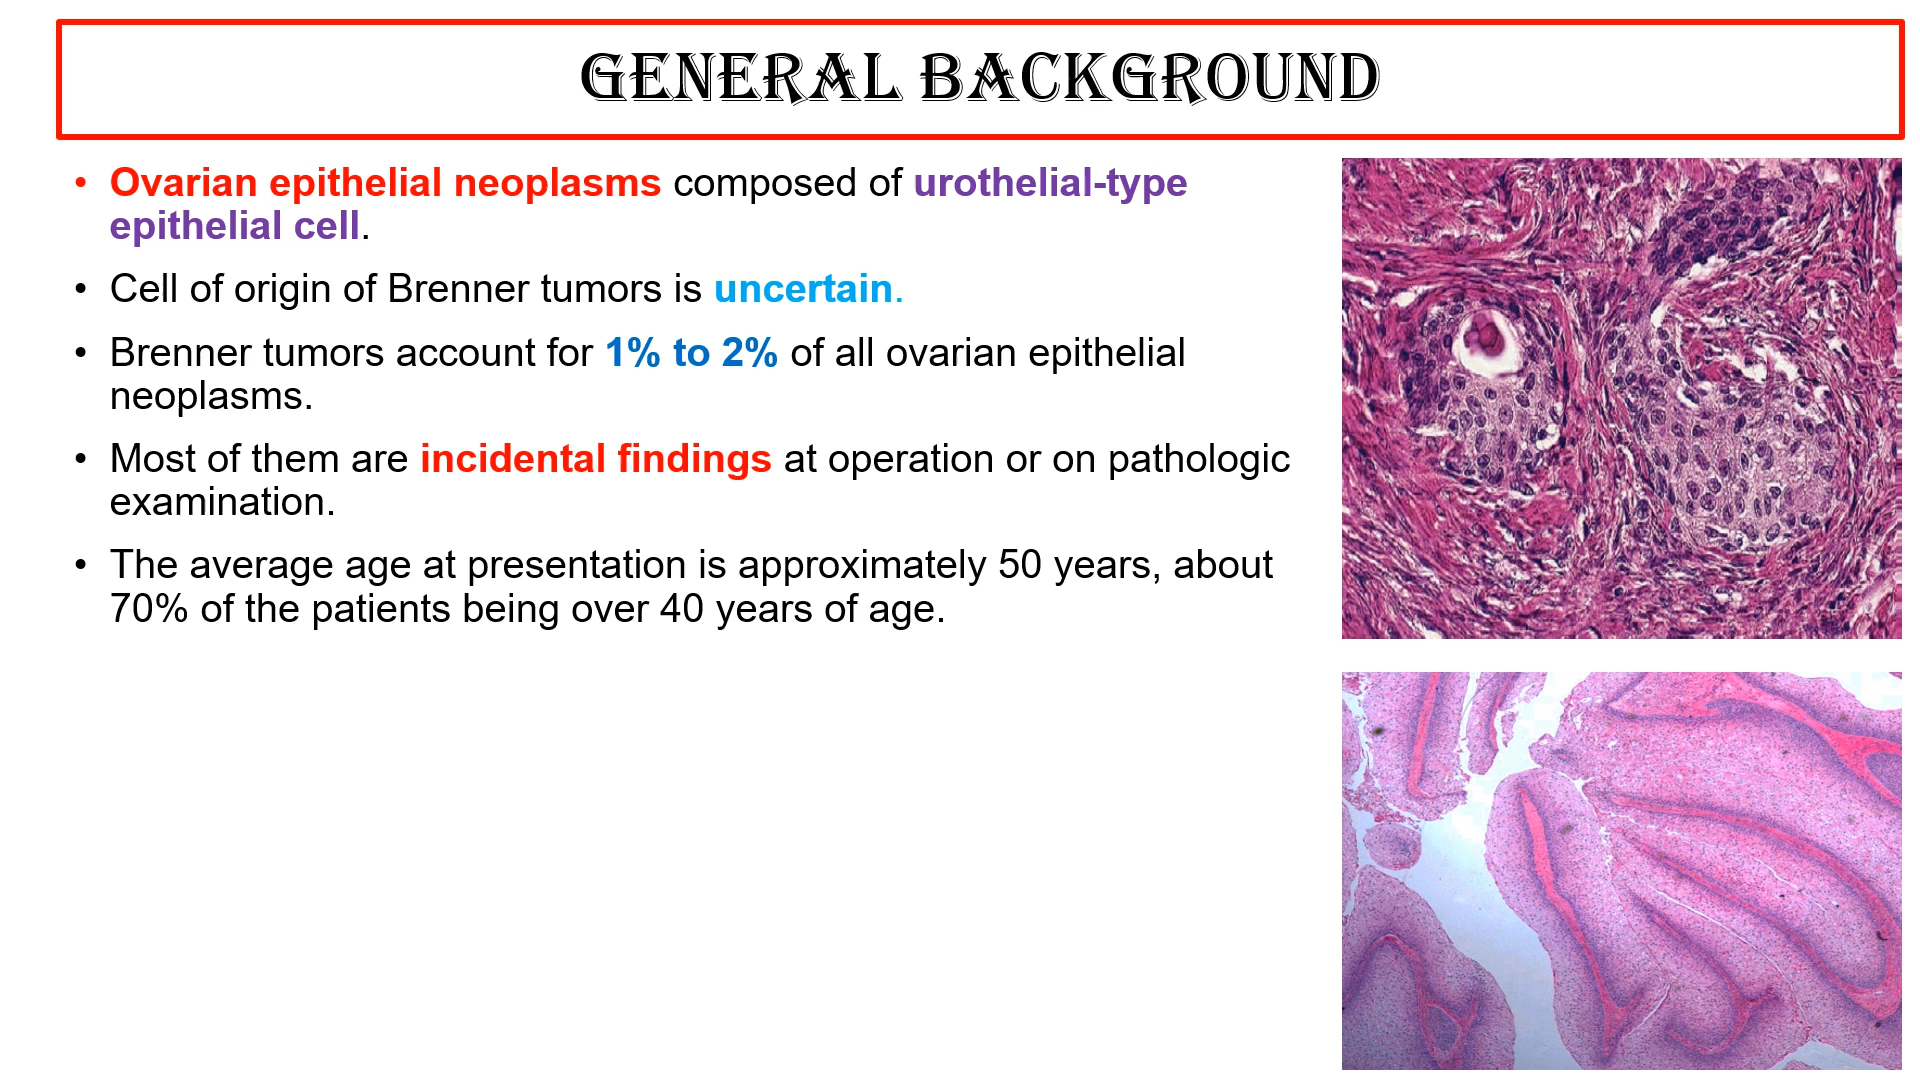 GENERAL BACKGROUND
• Ovarian epithelial neoplasms composed of urothelial-type
epithelial cell.
• Cell of origin of Brenner tumors is uncertain.
• Brenner tumors account for 1% to 2% of all ovarian epithelial
neoplasms.
• Most of them are incidental findings at operation or on pathologic
examination.
• The average age at presentation is approximately 50 years, about
70% of the patients being over 40 years of age.